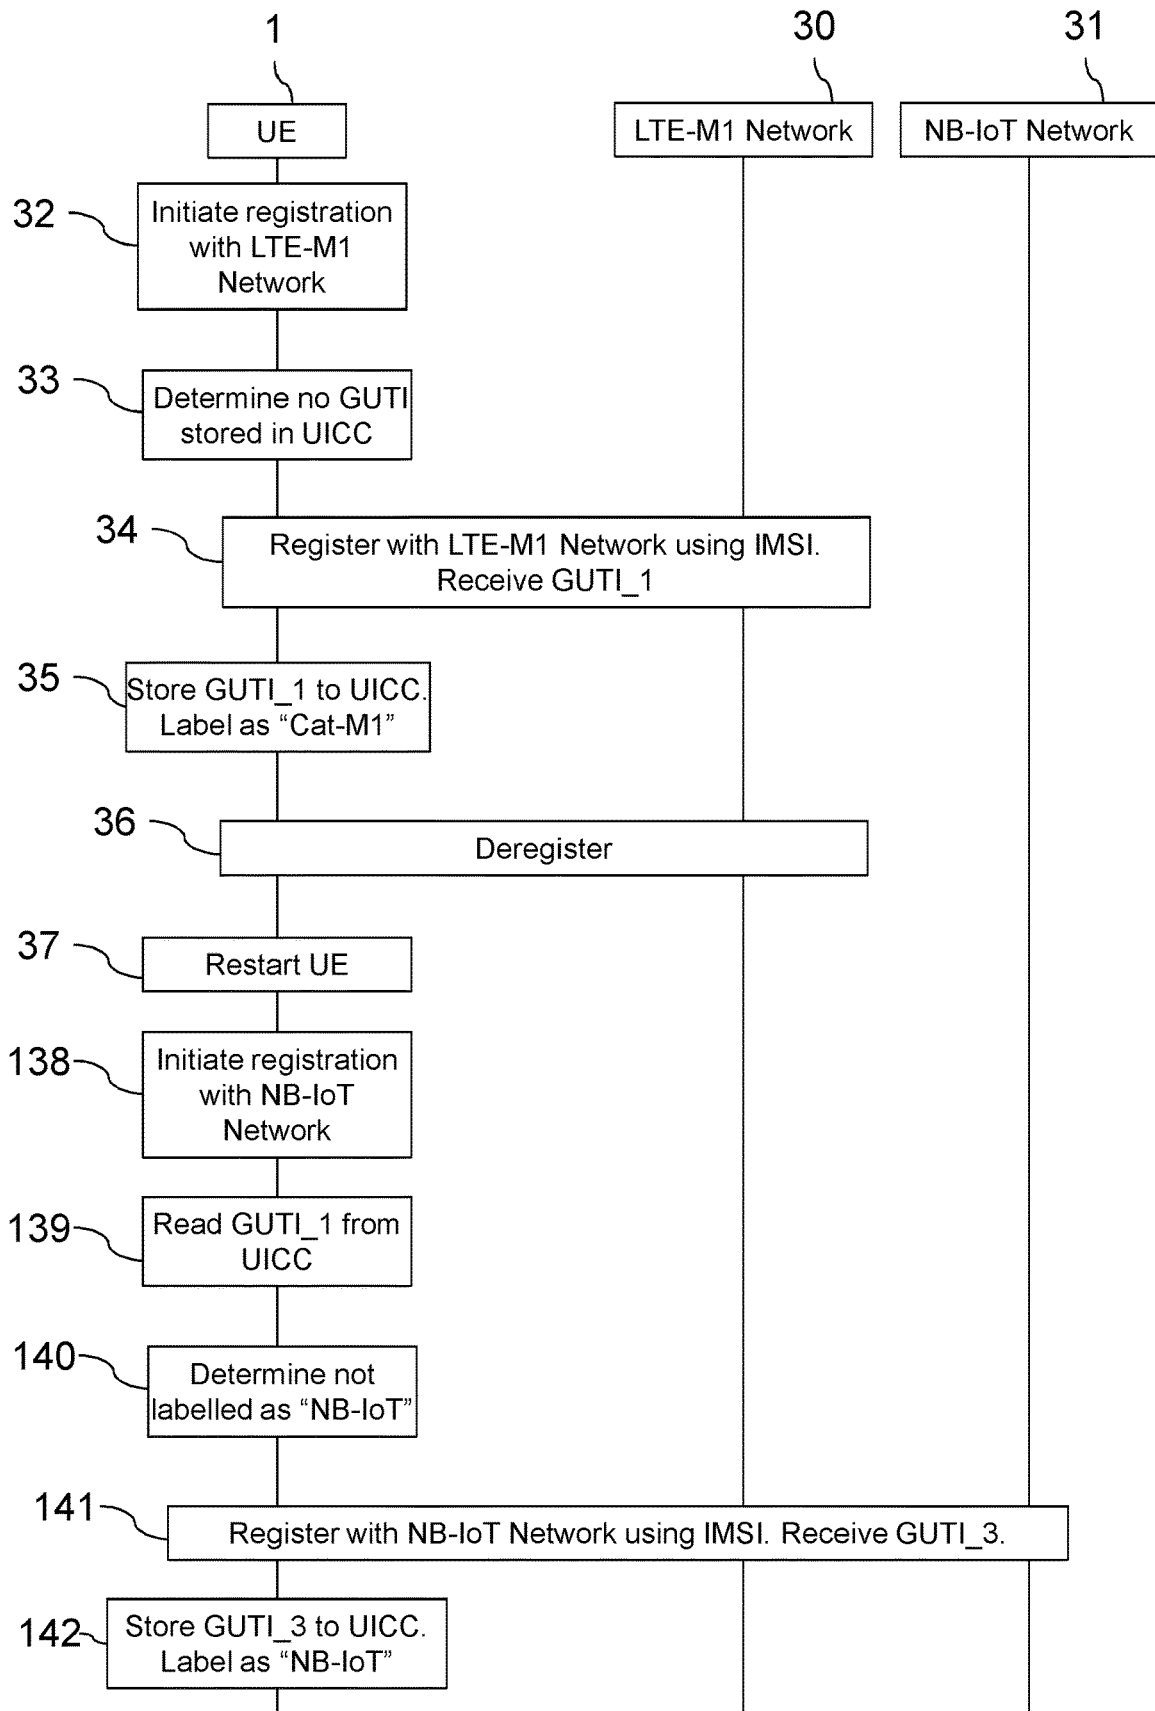 1
30
31
UE
LTE-M1 Network
NB-IoT Network
32
Initiate registration
with LTE-M1
Network
33
Determine no GUTI
stored in UICC
34
Register with LTE-M1 Network using IMSI.
Receive GUTI_1
35
Store GUTI_1 to UICC.
Label as “Cat-M1”
36
Deregister
37
Restart UE
138
Initiate registration
with NB-IoT
Network
139
Read GUTI_1 from
UICC
140
Determine not
labelled as “NB-IoT”
141
Register with NB-IoT Network using IMSI. Receive GUTI_3.
142
Store GUTI_3 to UICC.
Label as “NB-IoT”